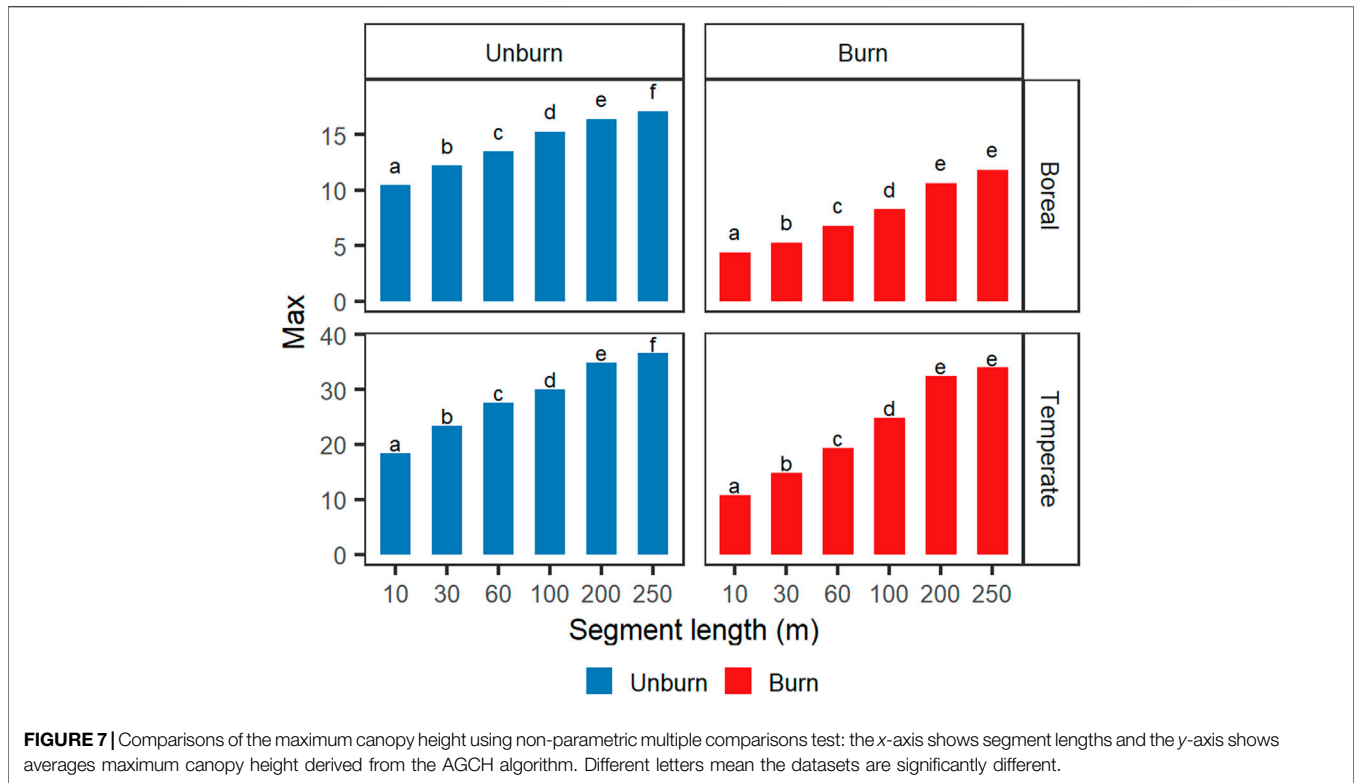 Unburn Burn
a b c d e f
a b c d e e
Boreal
15
10
5
0
Max
a b c d e f
a b c d e e
Temperate
40
30
20
10
0
10 30 60 100 200 250 10 30 60 100 200 250
Segment length (m)
Unburn Burn
FIGURE 7 | Comparisons of the maximum canopy height using non-parametric multiple comparisons test: the x-axis shows segment lengths and the y-axis shows
averages maximum canopy height derived from the AGCH algorithm. Different letters mean the datasets are significantly different.